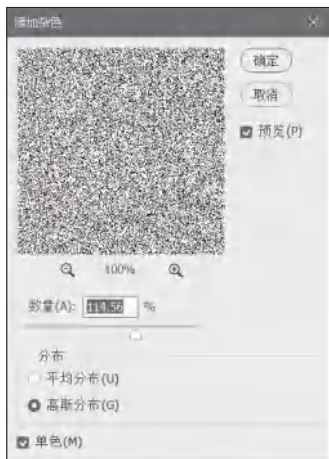 添加杂色
确定
取消
预览(P)
100%
数量(A): 114.56 %
分布
平均分布(U)
高斯分布(G)
单色(M)